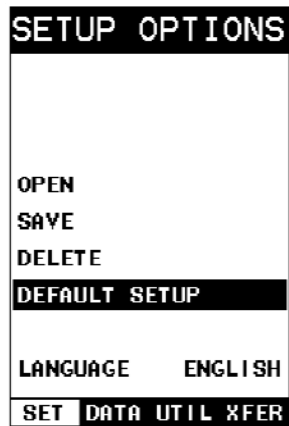 SETUP OPTIONS
OPEN
SAVE
DELETE
DEFAULT SETUP
LANGUAGE ENGLISH
SET DATA UTIL XFER